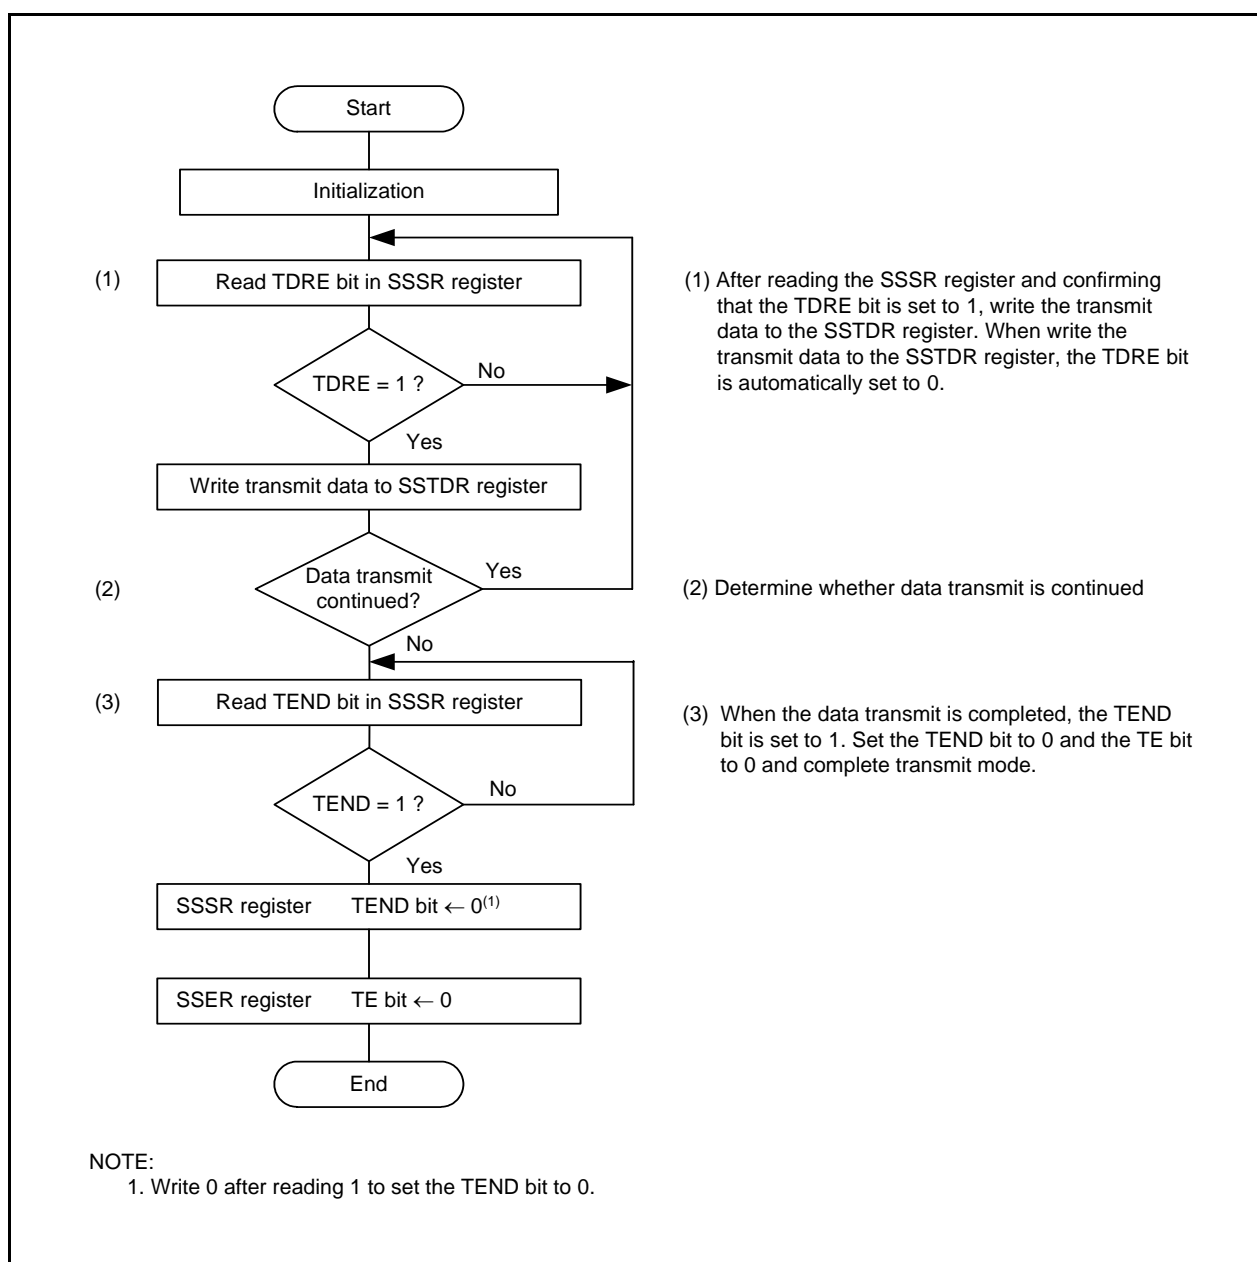 Start
Initialization
(1)
Read TDRE bit in SSSR register
TDRE = 1 ?
No
Yes
Write transmit data to SSTDR register
(2)
Data transmit
continued?
Yes
No
(3)
Read TEND bit in SSSR register
TEND = 1 ?
No
Yes
SSSR register TEND bit ← 0(1)
SSER register TE bit ← 0
End
(1) After reading the SSSR register and confirming
that the TDRE bit is set to 1, write the transmit
data to the SSTDR register. When write the
transmit data to the SSTDR register, the TDRE bit
is automatically set to 0.
(2) Determine whether data transmit is continued
(3) When the data transmit is completed, the TEND
bit is set to 1. Set the TEND bit to 0 and the TE bit
to 0 and complete transmit mode.
NOTE:
1. Write 0 after reading 1 to set the TEND bit to 0.